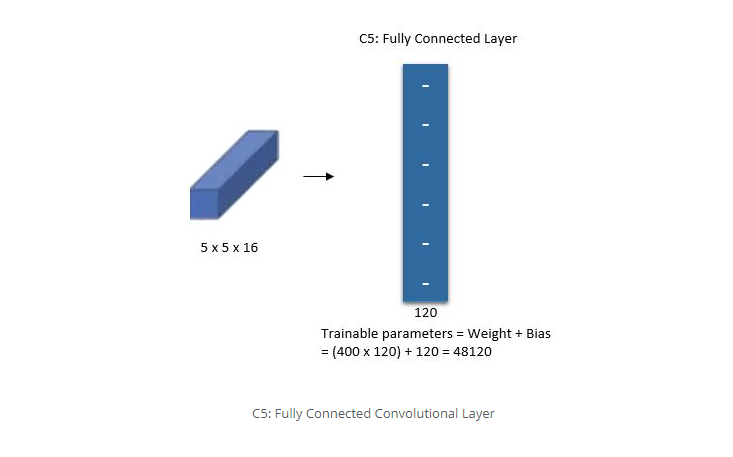 C5: Fully Connected Layer
5 x 5 x 16
120
Trainable parameters = Weight + Bias
= (400 x 120) + 120 = 48120
C5: Fully Connected Convolutional Layer